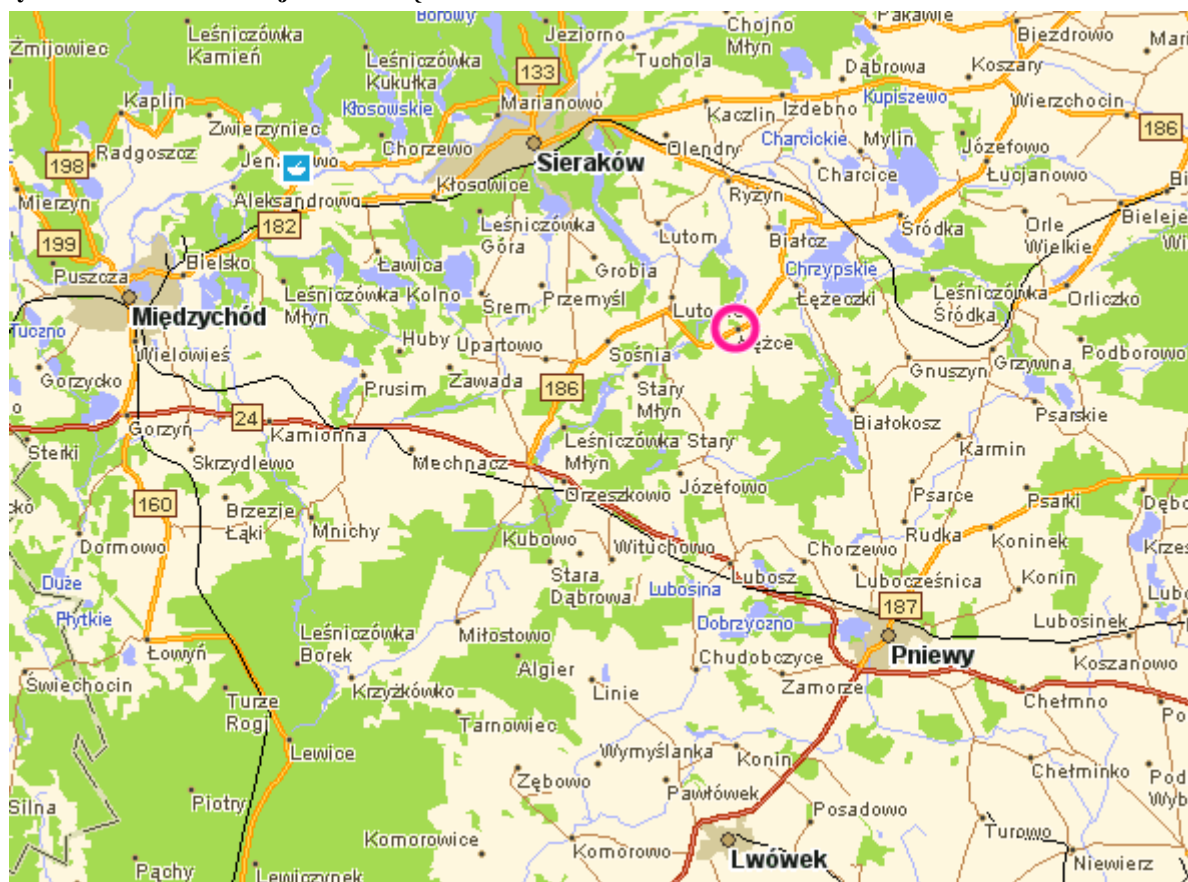 Borowy
Pakawie
Żmijowiec
Leśniczówka
Kamień
Jeziorno
Chojno
Młyn
Biezdrowo
Leśniczówka
Kukułka
Tuchola
Dąbrowa
Koszary
133
Kaplin
Kłosowskie
Marianowo
Kaczlin
Izdebno
Kupiszewo
Wierzchocin
Zwierzyniec
186
Radgoszcz
198
Chorzewo
Sieraków
Olendry
Charcickie
Mylin
Józefowo
Charcice
Łucjanowo
Mierzyn
Aleksandrowo
Kłosowice
Ryżyn
182
Leśniczówka
Góra
Lutom
Białcz
Śródka
Orle
Wielkie
199
Puszcza
Bielsko
Ławica
Grobia
Chrzypskie
Leśniczówka Kolno
Młyn
Śrem
Przemyśl
Łężeczki
Leśniczówka
Śródka
Orliczko
Międzychód
Tuczno
Wielowieś
Huby
Upartowo
Sośnia
Gnuszyn
Grzywna
Podborowo
Gorzycko
Prusim
Zawada
186
Stary
Młyn
Psarskie
24
Gorzyń
Kamionna
Białokosz
Sterki
Skrzydlewo
Mechnacz
Leśniczówka Stary
Młyn
Karmin
160
Orzeszkowo
Józefowo
Psarce
Psarki
Brzezie
Łąki
Mnichy
Rudka
Koninek
Dormowo
Kubowo
Wituchowo
Chorzewo
Duże
Płytkie
Stara
Dąbrowa
Lubosz
Lubosina
Lubocześnica
Konin
187
Leśniczówka
Borek
Miłostowo
Dobrzyczno
Lubosinek
Łowyń
Algier
Chudobczyce
Pniewy
Koszanowo
Świechocin
Turze
Rogi
Krzyżkówko
Linie
Zamorze
Chełmno
Tarnowiec
Lewice
Wymyślanka
Konin
Zębowo
Chełminko
Silna
Piotry
Pawłówek
Posadowo
Komorowice
Komorowo
Turowo
Lwówek
Niewierz
Pąchy
Lewiczynek